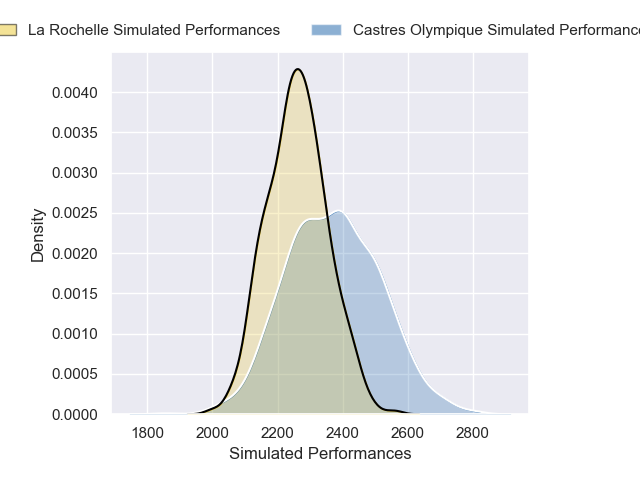 La Rochelle Simulated Performances
Castres Olympique Simulated Performanc
0.0040
0.0035
0.0030
0.0025
0.0020
0.0015
0.0010
0.0005
0.0000
Density
1800 2000 2200 2400 2600 2800
Simulated Performances